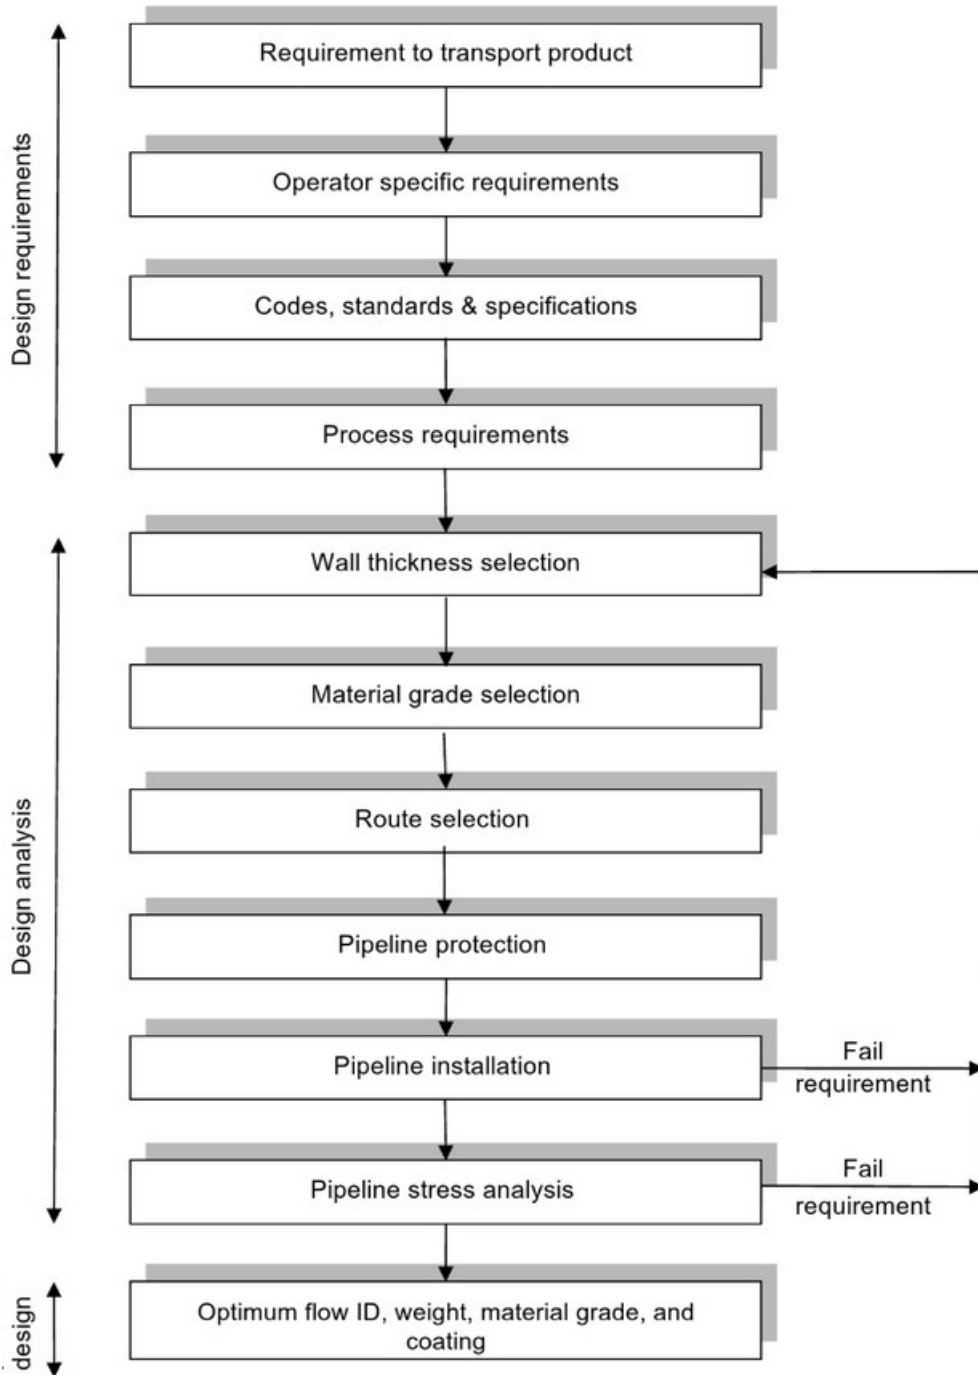 Requirement to transport product
Operator specific requirements
Codes, standards & specifications
Process requirements
Design requirements
Wall thickness selection
Material grade selection
Route selection
Pipeline protection
Pipeline installation
Fail
requirement
Pipeline stress analysis
Fail
requirement
Design analysis
Optimum flow ID, weight, material grade, and
coating
design